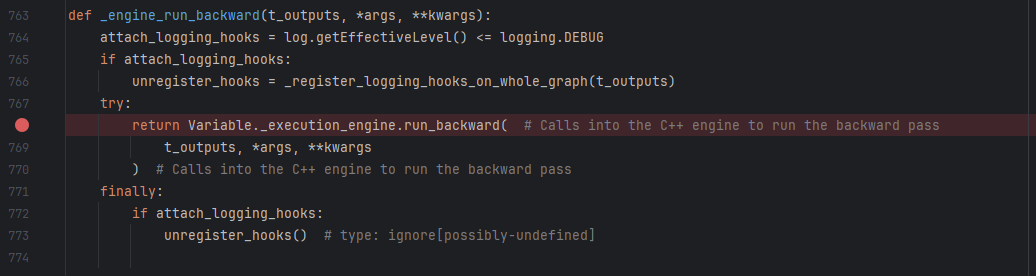 763 def _engine_run_backward(t_outputs, *args, **kwargs):
764     attach_logging_hooks = log.getEffectiveLevel() <= logging.DEBUG
765     if attach_logging_hooks:
766         unregister_hooks = _register_logging_hooks_on_whole_graph(t_outputs)
767     try:
        return Variable._execution_engine.run_backward(  # Calls into the C++ engine to run the backward pass
769             t_outputs, *args, **kwargs
770         )  # Calls into the C++ engine to run the backward pass
771     finally:
772         if attach_logging_hooks:
773             unregister_hooks()  # type: ignore[possibly-undefined]
774